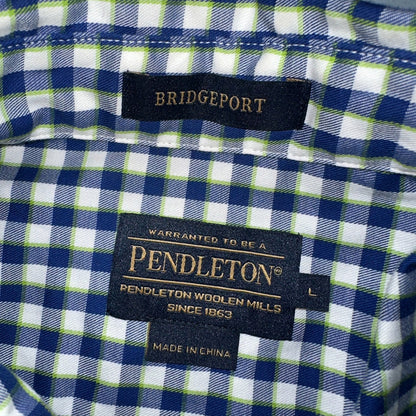 BRIDGEPORT
WARRANTED TO BE A
PENDLETON®
PENDLETON WOOLEN MILLS
SINCE 1863
L
MADE IN CHINA